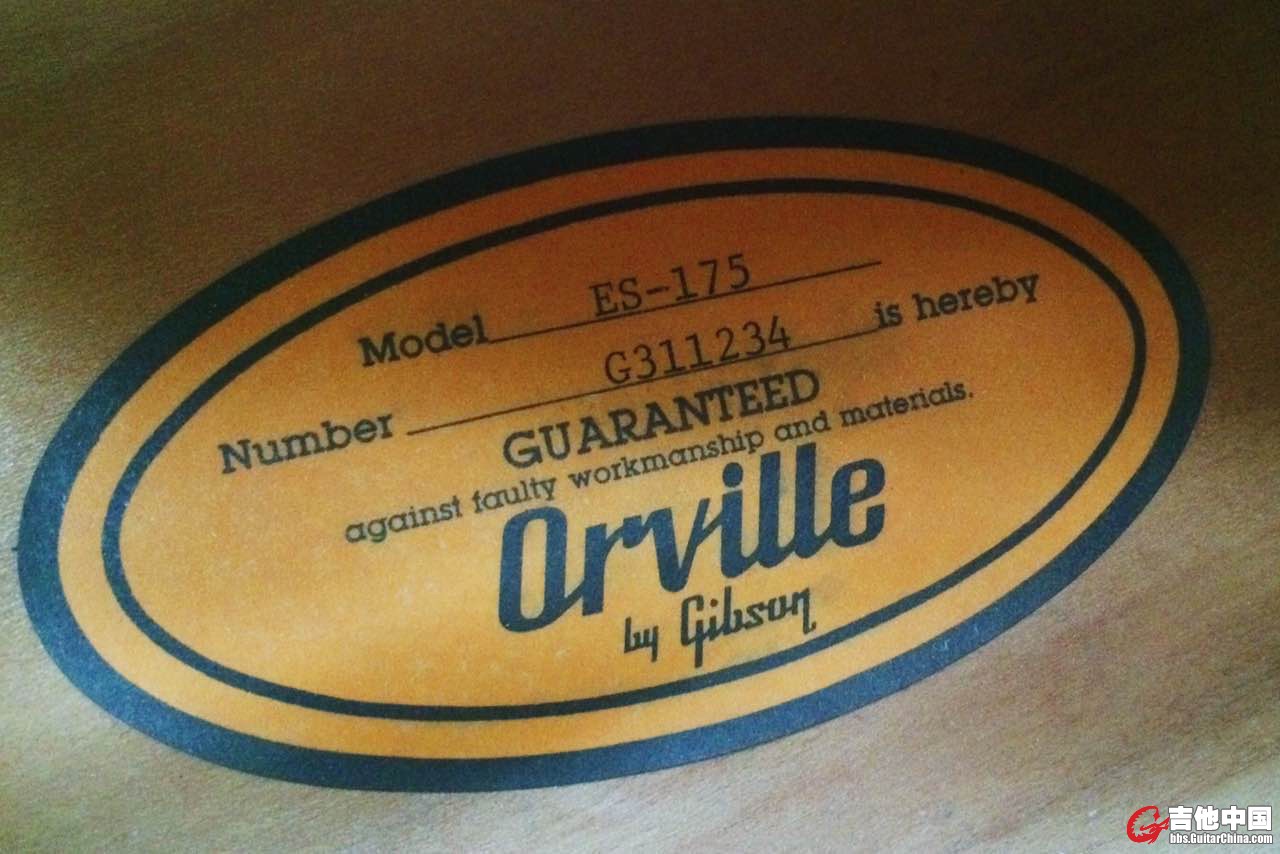 Model ES-175
Number G311234 is hereby
GUARANTEED
against faulty workmanship and materials.
Orville
by Gibson
吉他中国
bbs.GuitarChina.com